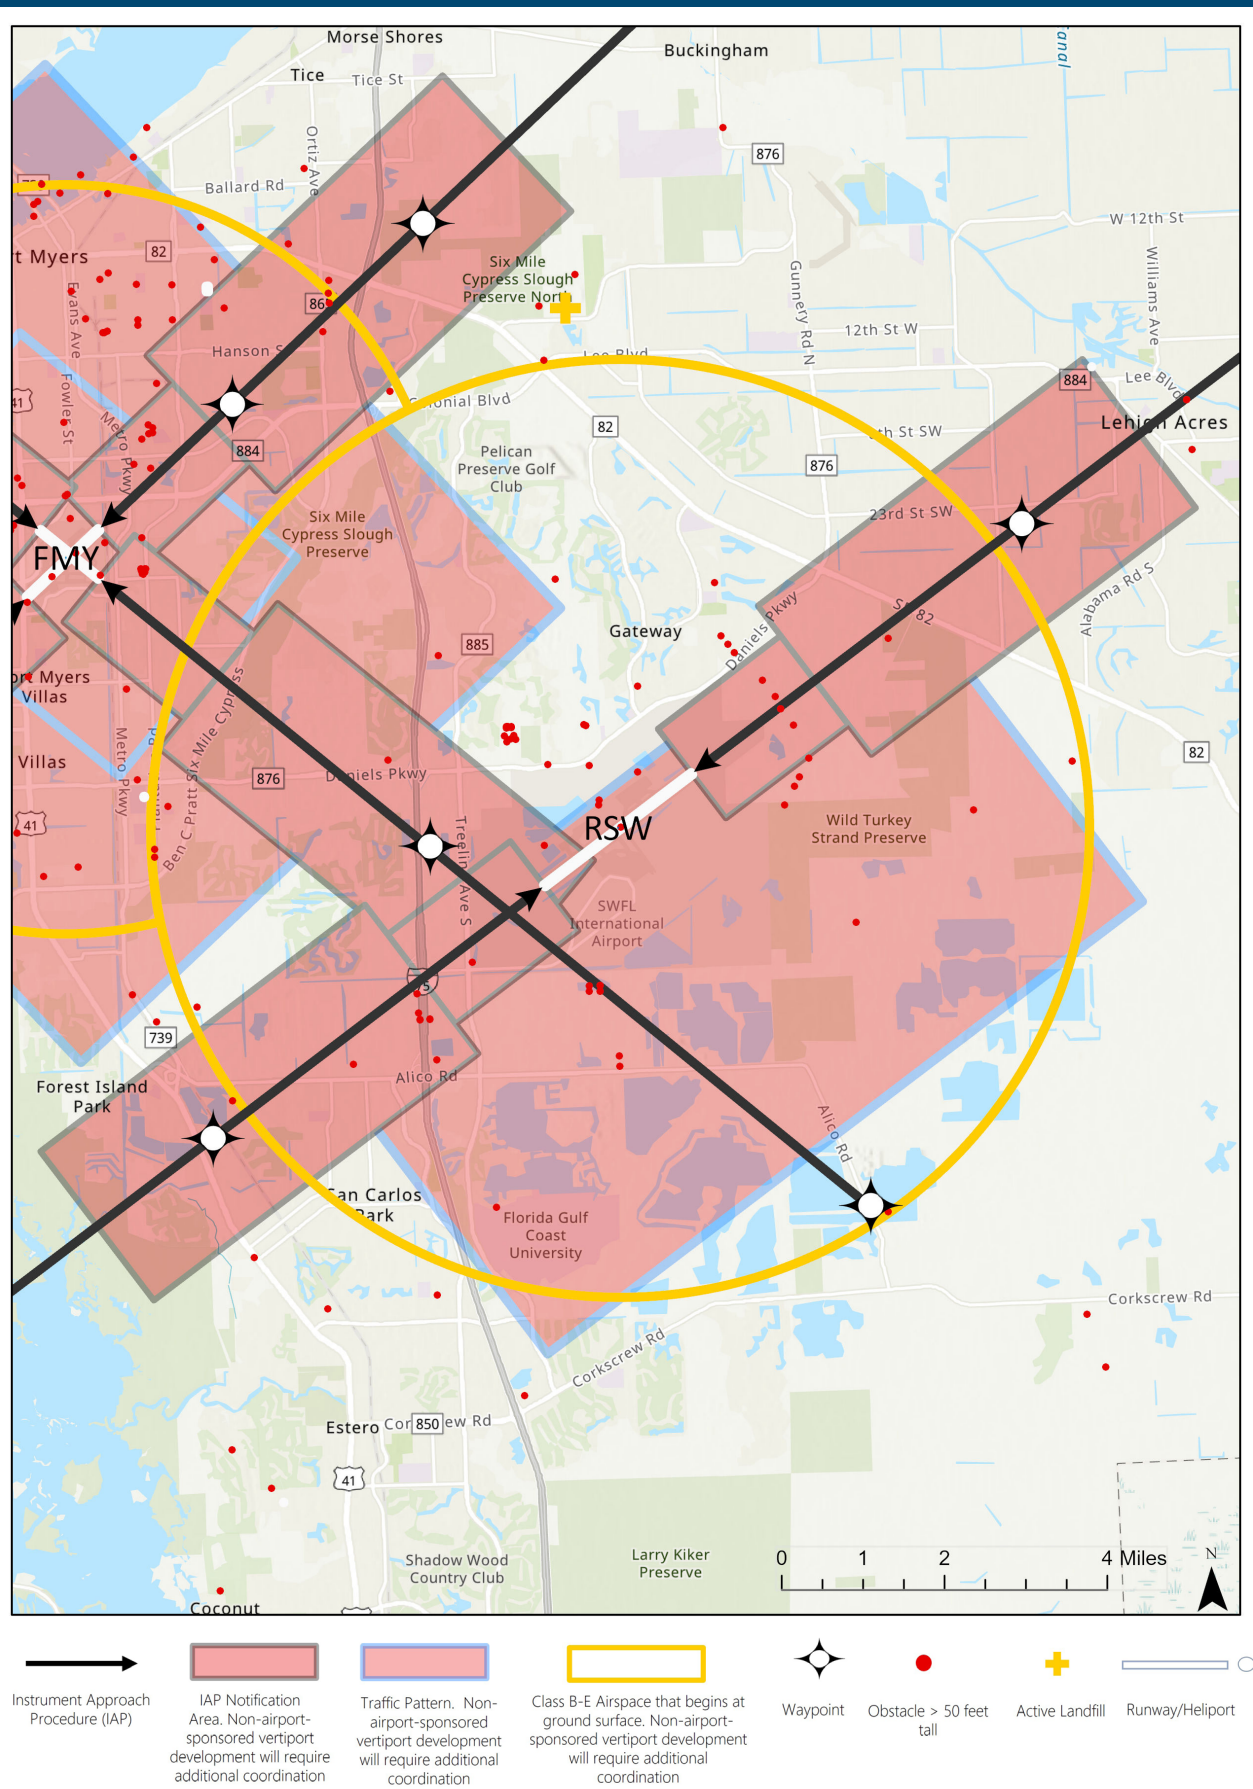 Morse Shores
Buckingham
Tice
Tice St
Canal
Ortiz Ave
876
Ballard Rd
W 12th St
82
rt Myers
Six Mile
Cypress Slough
Preserve North
Gunnery Rd N
Williams Ave
Evans Ave
86
12th St W
Hanson S
Lee Blvd
884
Lee Blvd
41
Fowler St
Colonial Blvd
Metro Pkwy
82
Lehigh Acres
884
Pelican
Preserve Golf
Club
876
23rd St SW
Six Mile
Cypress Slough
Preserve
FMY
Alabama Rd S
SR 82
Gateway
Daniels Pkwy
885
ort Myers
Villas
Villas
Metro Pkwy
Ben C Pratt Six Mile Cypress
876
Daniels Pkwy
82
41
RSW
Wild Turkey
Strand Preserve
Treeline Ave S
SWFL
International
Airport
75
739
Alico Rd
Forest Island
Park
Alico Rd
San Carlos
Park
Florida Gulf
Coast
University
Corkscrew Rd
Corkscrew Rd
Estero
850
ew Rd
41
Shadow Wood
Country Club
Larry Kiker
Preserve
0 1 2 4 Miles
N
Coconut
Instrument Approach
Procedure (IAP)
IAP Notification
Area. Non-airport-
sponsored vertiport
development will require
additional coordination
Traffic Pattern. Non-
airport-sponsored
vertiport development
will require additional
coordination
Class B-E Airspace that begins at
ground surface. Non-airport-
sponsored vertiport development
will require additional
coordination
Waypoint
Obstacle > 50 feet
tall
Active Landfill
Runway/Heliport